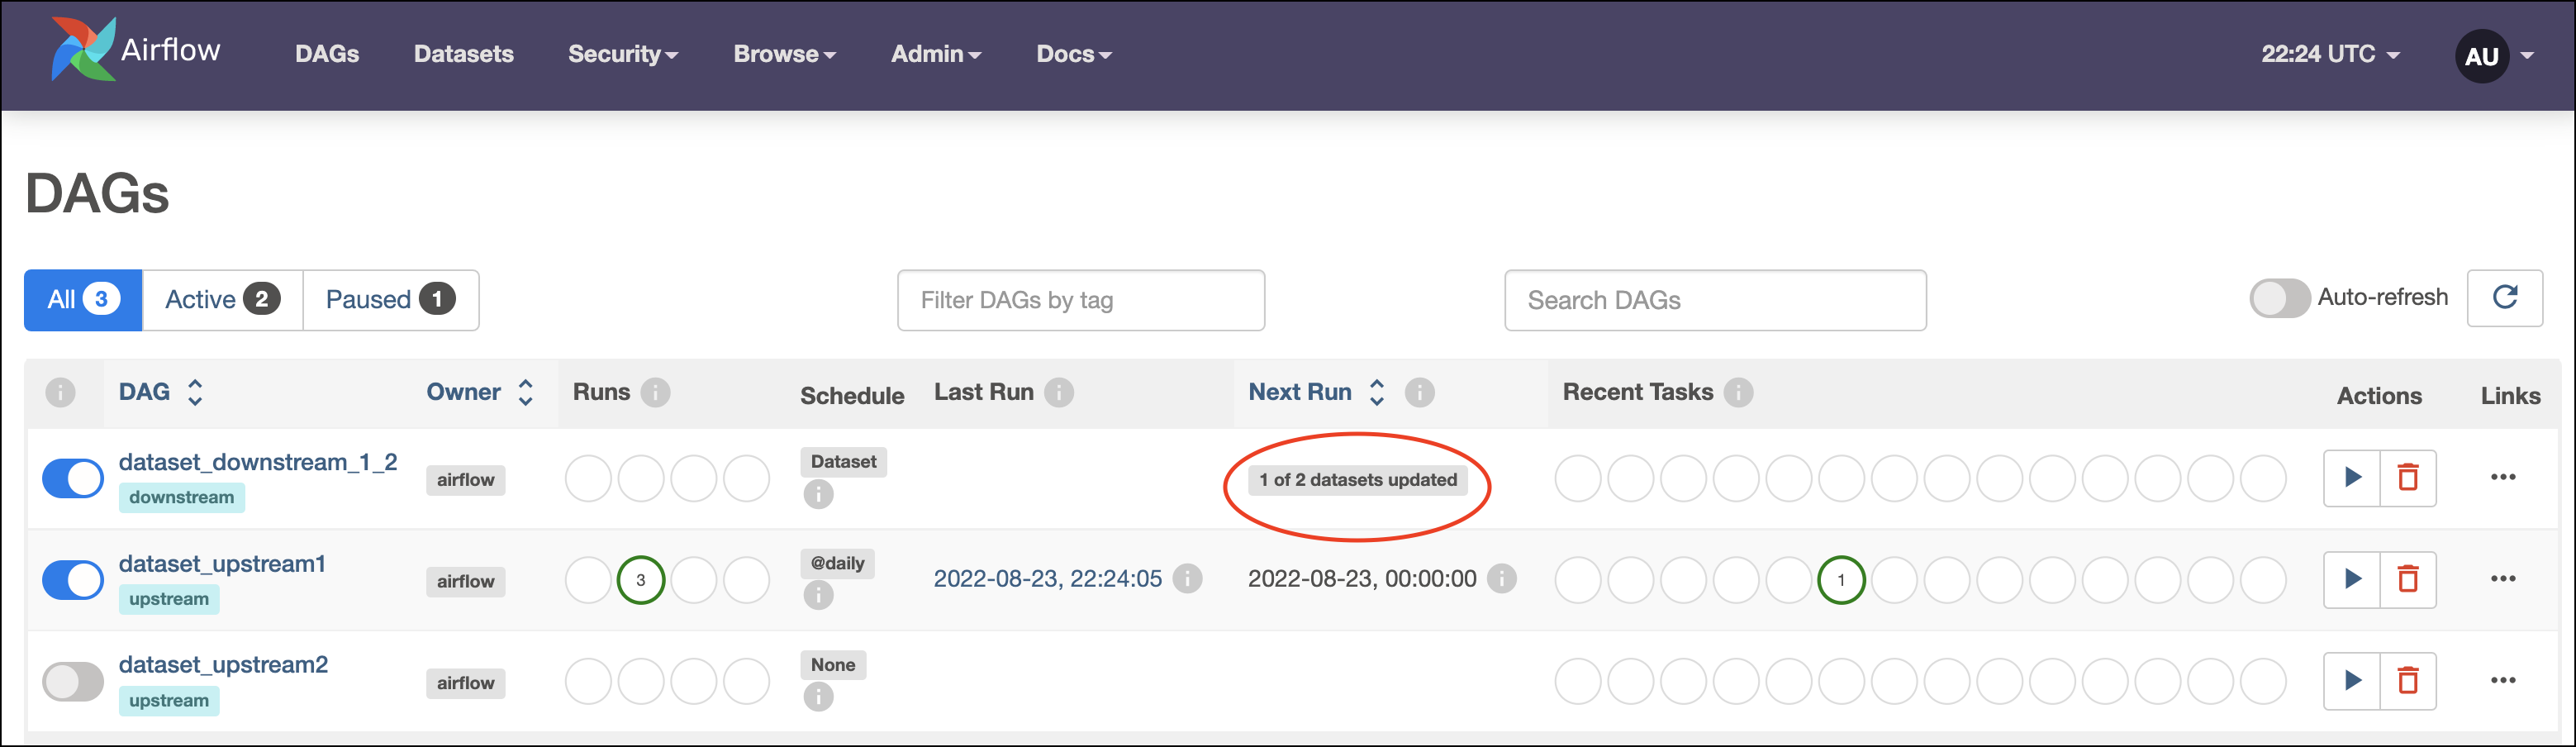 Airflow DAGs Datasets Security Browse Admin Docs 22:24 UTC AU
DAGs
All 3 Active 2 Paused 1 Filter DAGs by tag Search DAGs Auto-refresh
i DAG Owner Runs i Schedule Last Run i Next Run i Recent Tasks i Actions Links
dataset_downstream_1_2 airflow Dataset 1 of 2 datasets updated
downstream i
dataset_upstream1 airflow 3 @daily 2022-08-23, 22:24:05 i 2022-08-23, 00:00:00 i 1
upstream i
dataset_upstream2 airflow None
upstream i